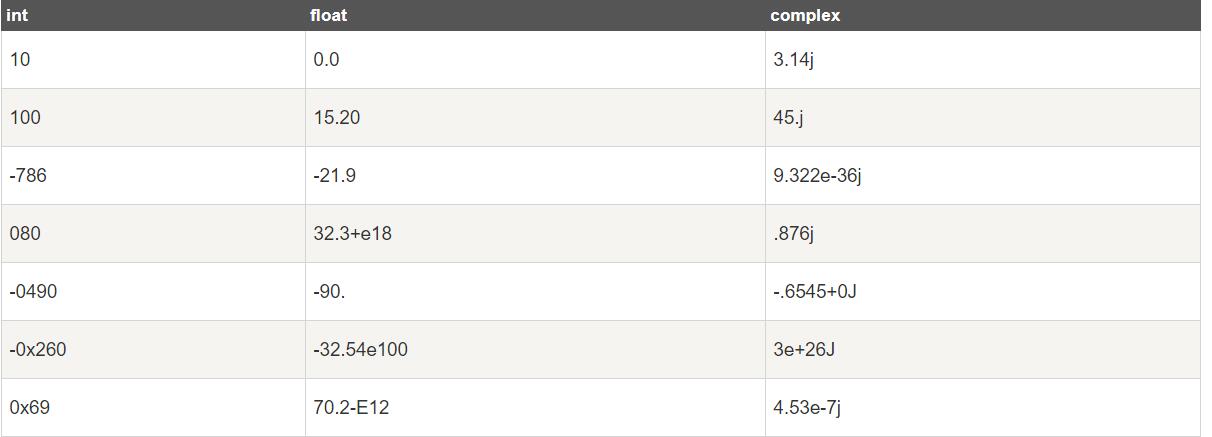 int float complex
10 0.0 3.14j
100 15.20 45.j
-786 -21.9 9.322e-36j
080 32.3+e18 .876j
-0490 -90. -.6545+0J
-0x260 -32.54e100 3e+26J
0x69 70.2-E12 4.53e-7j